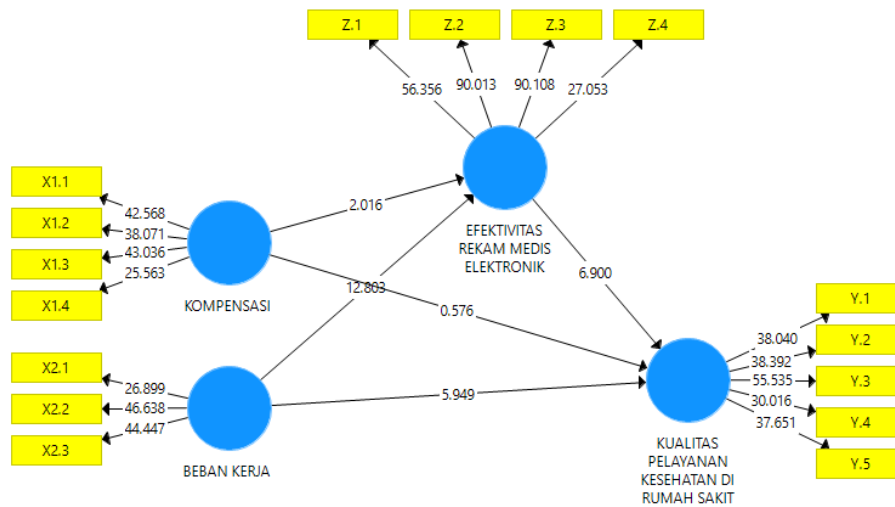 Z.1
Z.2
Z.3
Z.4
56.356
90.013
90.108
27.053
X1.1
X1.2
X1.3
X1.4
42.568
38.071
43.036
25.563
KOMPENSASI
2.016
EFEKTIVITAS
REKAM MEDIS
ELEKTRONIK
12.803
0.576
6.900
X2.1
X2.2
X2.3
26.899
46.638
44.447
BEBAN KERJA
5.949
Y.1
Y.2
Y.3
Y.4
Y.5
38.040
38.392
55.535
30.016
37.651
KUALITAS
PELAYANAN
KESEHATAN DI
RUMAH SAKIT